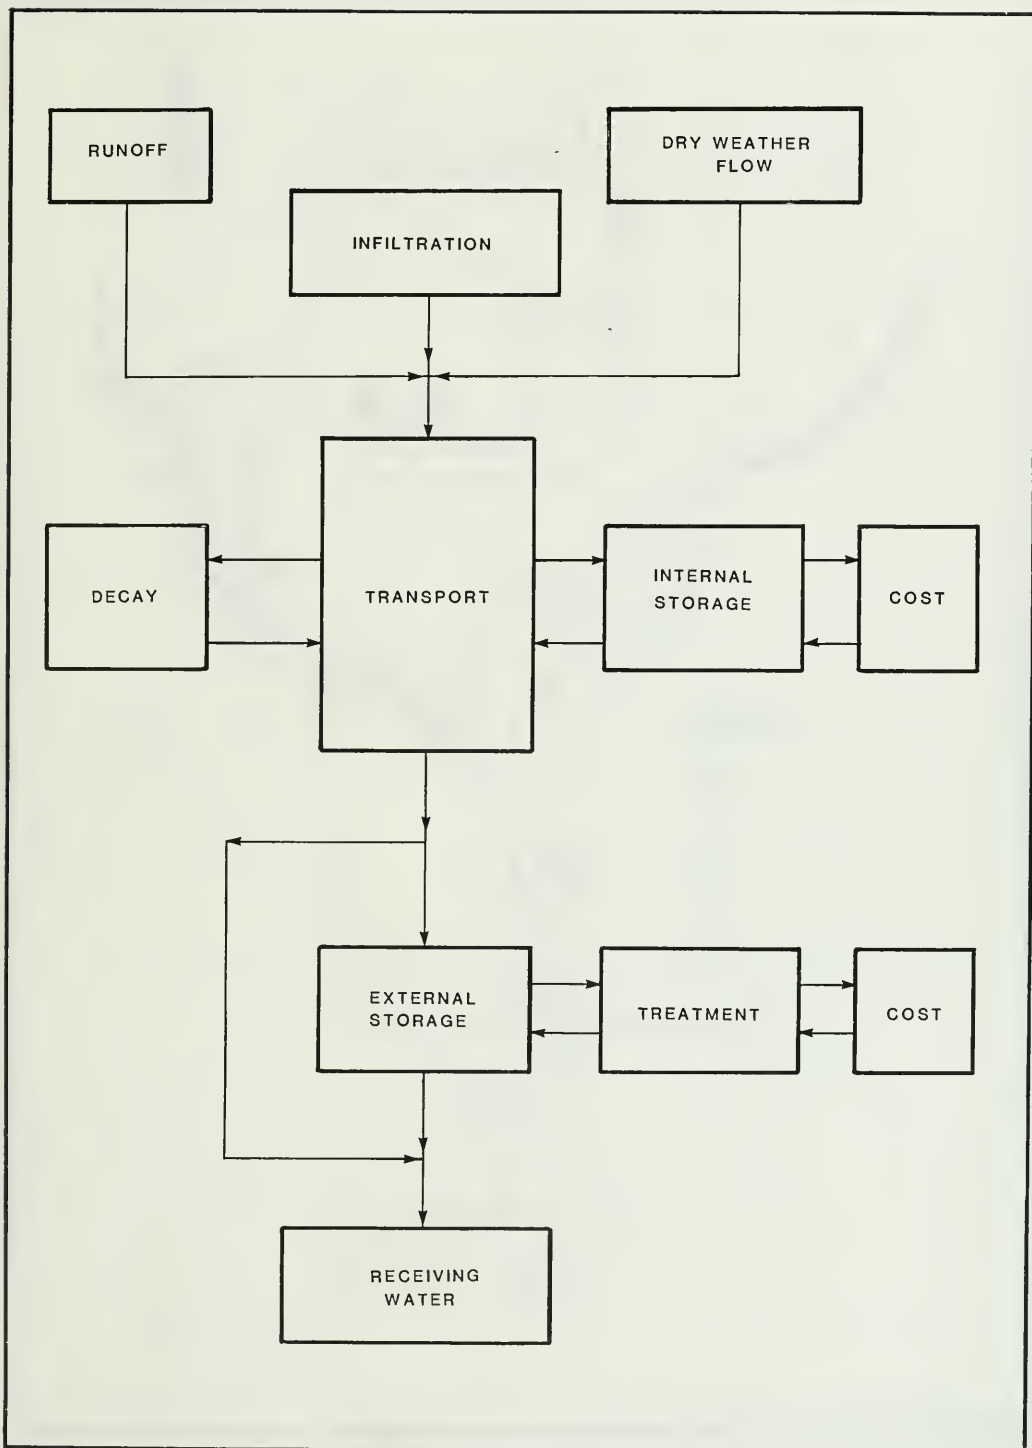 RUNOFF
DRY WEATHER
FLOW
INFILTRATION
DECAY
TRANSPORT
INTERNAL
STORAGE
COST
EXTERNAL
STORAGE
TREATMENT
COST
RECEIVING
WATER